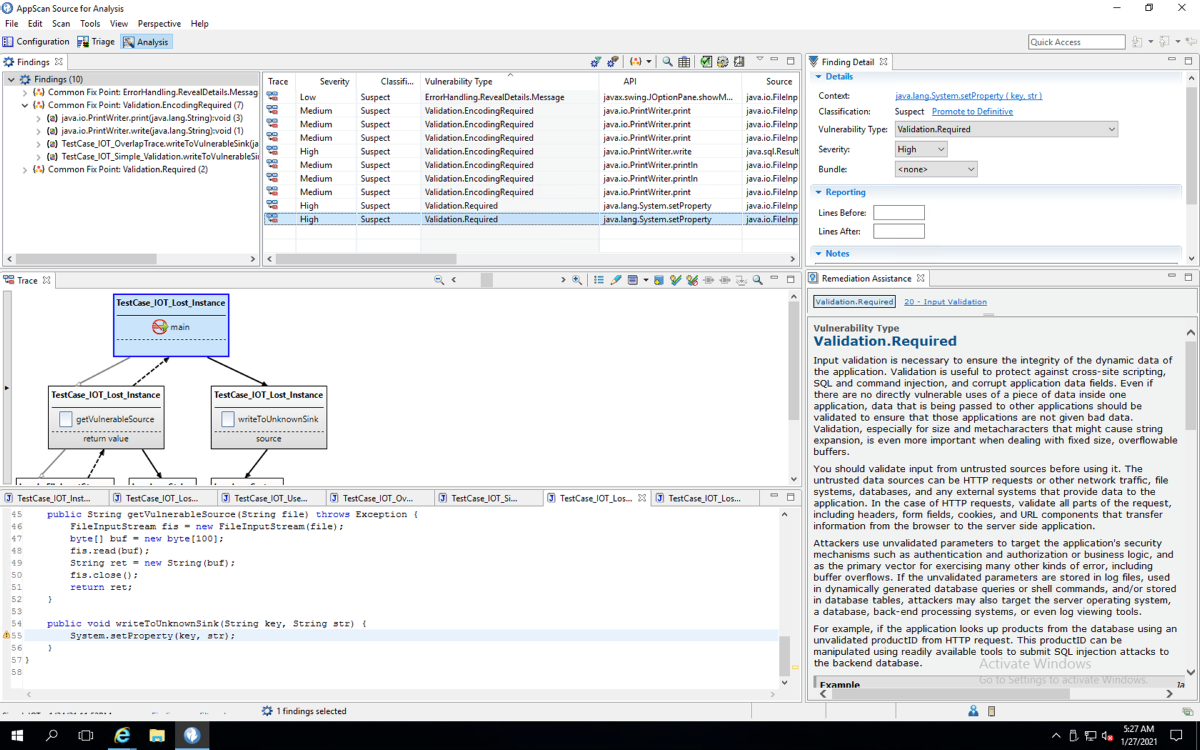 AppScan Source for Analysis
File Edit Scan Tools View Perspective Help
Configuration Triage Analysis
Quick Access
Findings
Findings (10)
Common Fix Point: ErrorHandling.RevealDetails.Messag
Common Fix Point: Validation.EncodingRequired (7)
java.io.PrintWriter.print(java.lang.String):void (3)
java.io.PrintWriter.write(java.lang.String):void (1)
TestCase_IOT_OverlapTrace.writeToVulnerableSink(ja
TestCase_IOT_Simple_Validation.writeToVulnerableSin
Common Fix Point: Validation.Required (2)
Trace Severity Classifi... Vulnerability Type API Source
Low Suspect ErrorHandling.RevealDetails.Message javax.swing.JOptionPane.showM... java.io.FileInp
Medium Suspect Validation.EncodingRequired java.io.PrintWriter.print java.io.FileInp
Medium Suspect Validation.EncodingRequired java.io.PrintWriter.print java.io.FileInp
Medium Suspect Validation.EncodingRequired java.io.PrintWriter.print java.io.FileInp
High Suspect Validation.EncodingRequired java.io.PrintWriter.write java.sql.Result
Medium Suspect Validation.EncodingRequired java.io.PrintWriter.println java.io.FileInp
Medium Suspect Validation.EncodingRequired java.io.PrintWriter.println java.io.FileInp
Medium Suspect Validation.EncodingRequired java.io.PrintWriter.print java.io.FileInp
High Suspect Validation.Required java.lang.System.setProperty java.io.FileInp
High Suspect Validation.Required java.lang.System.setProperty java.io.FileInp
Finding Detail
Details
Context: java.lang.System.setProperty ( key, str )
Classification: Suspect Promote to Definitive
Vulnerability Type: Validation.Required
Severity: High
Bundle: <none>
Reporting
Lines Before:
Lines After:
Notes
Trace
TestCase_IOT_Lost_Instance
main
TestCase_IOT_Lost_Instance
getVulnerableSource
return value
TestCase_IOT_Lost_Instance
writeToUnknownSink
source
Remediation Assistance
Validation.Required 20 - Input Validation
Vulnerability Type
Validation.Required
Input validation is necessary to ensure the integrity of the dynamic data of
the application. Validation is useful to protect against cross-site scripting,
SQL and command injection, and corrupt application data fields. Even if
there are no directly vulnerable uses of a piece of data inside one
application, data that is being passed to other applications should be
validated to ensure that those applications are not given bad data.
Validation, especially for size and metacharacters that might cause string
expansion, is even more important when dealing with fixed size, overflowable
buffers.
You should validate input from untrusted sources before using it. The
untrusted data sources can be HTTP requests or other network traffic, file
systems, databases, and any external systems that provide data to the
application. In the case of HTTP requests, validate all parts of the request,
including headers, form fields, cookies, and URL components that transfer
information from the browser to the server side application.
Attackers use unvalidated parameters to target the application's security
mechanisms such as authentication and authorization or business logic, and
as the primary vector for exercising many other kinds of error, including
buffer overflows. If the unvalidated parameters are stored in log files, used
in dynamically generated database queries or shell commands, and/or stored
in database tables, attackers may also target the server operating system,
a database, back-end processing systems, or even log viewing tools.
For example, if the application looks up products from the database using an
unvalidated productID from HTTP request. This productID can be
manipulated using readily available tools to submit SQL injection attacks to
the backend database.
Example
Activate Windows
Go to Settings to activate Windows.
TestCase_IOT_Inst... TestCase_IOT_Los... TestCase_IOT_Use... TestCase_IOT_Ov... TestCase_IOT_Si... TestCase_IOT_Los... TestCase_IOT_Los...
45 public String getVulnerableSource(String file) throws Exception {
46 FileInputStream fis = new FileInputStream(file);
47 byte[] buf = new byte[100];
48 fis.read(buf);
49 String ret = new String(buf);
50 fis.close();
51 return ret;
52 }
53
54 public void writeToUnknownSink(String key, String str) {
55 System.setProperty(key, str);
56 }
57 }
58
1 findings selected
5:27 AM
1/27/2021